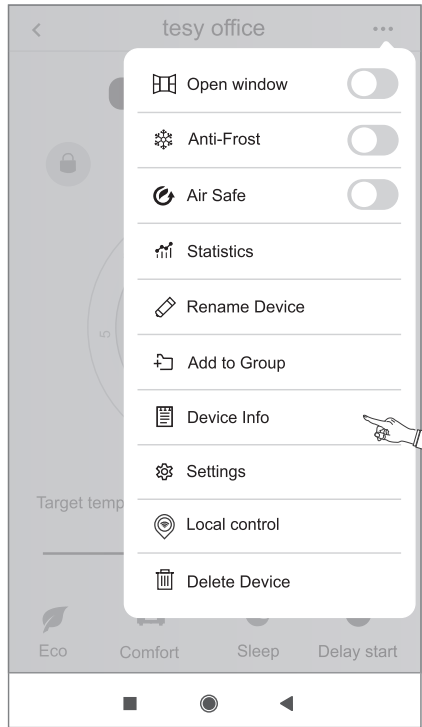 tesy office
Open window
Anti-Frost
Air Safe
Statistics
Rename Device
5
Add to Group
Device Info
Settings
Target temp
Local control
Delete Device
Eco
Comfort
Sleep
Delay start